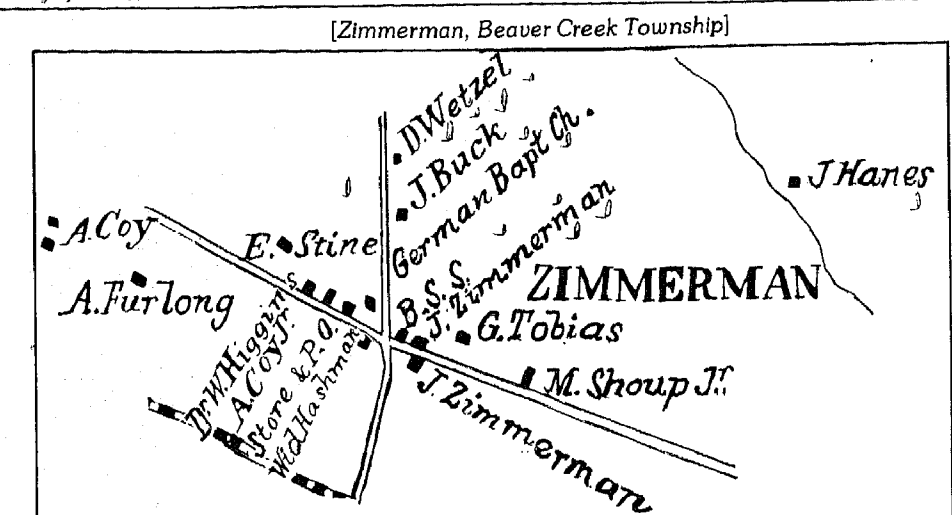 [Zimmerman, Beaver Creek Township]
D. Wetzel
J. Buck
German Bapt Ch.
J. Hanes
A. Coy
E. Stine
B. S. S.
J. Zimmerman
ZIMMERMAN
A. Furlong
G. Tobias
Dr. W. Higgins
A. Coy Jr.
Store & P.O.
Wid Hashman
M. Shoup Jr.
J. Zimmerman